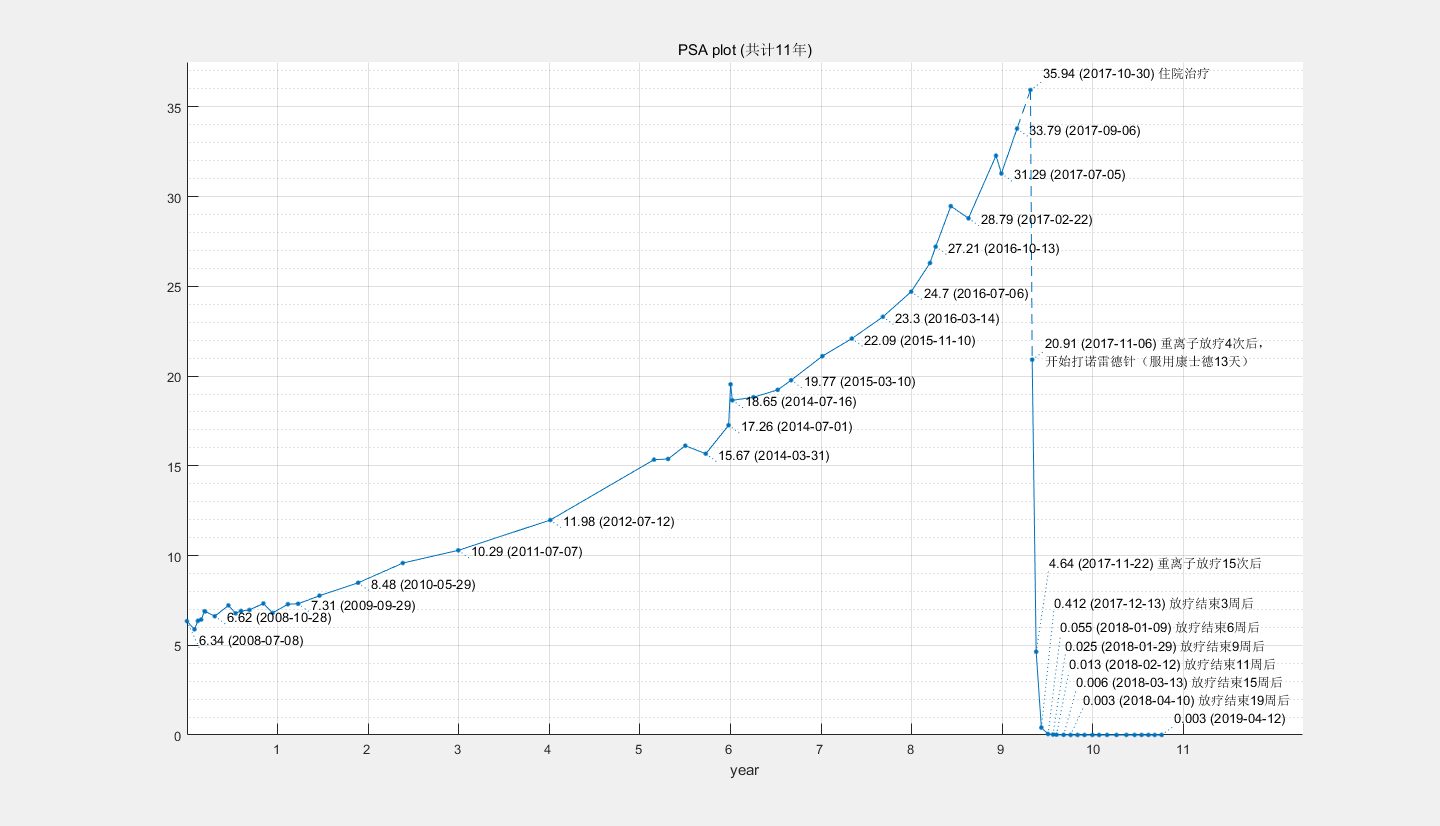 PSA plot (共计11年)
35.94 (2017-10-30) 住院治疗
35
33.79 (2017-09-06)
31.29 (2017-07-05)
30
28.79 (2017-02-22)
27.21 (2016-10-13)
25
24.7 (2016-07-06)
23.3 (2016-03-14)
22.09 (2015-11-10)
20.91 (2017-11-06) 重离子放疗4次后，
开始打诺雷德针（服用康士德13天）
20
19.77 (2015-03-10)
18.65 (2014-07-16)
17.26 (2014-07-01)
15.67 (2014-03-31)
15
11.98 (2012-07-12)
10.29 (2011-07-07)
10
4.64 (2017-11-22) 重离子放疗15次后
8.48 (2010-05-29)
7.31 (2009-09-29)
0.412 (2017-12-13) 放疗结束3周后
6.62 (2008-10-28)
0.055 (2018-01-09) 放疗结束6周后
6.34 (2008-07-08)
5
0.025 (2018-01-29) 放疗结束9周后
0.013 (2018-02-12) 放疗结束11周后
0.006 (2018-03-13) 放疗结束15周后
0.003 (2018-04-10) 放疗结束19周后
0.003 (2019-04-12)
0
1 2 3 4 5 6 7 8 9 10 11
year